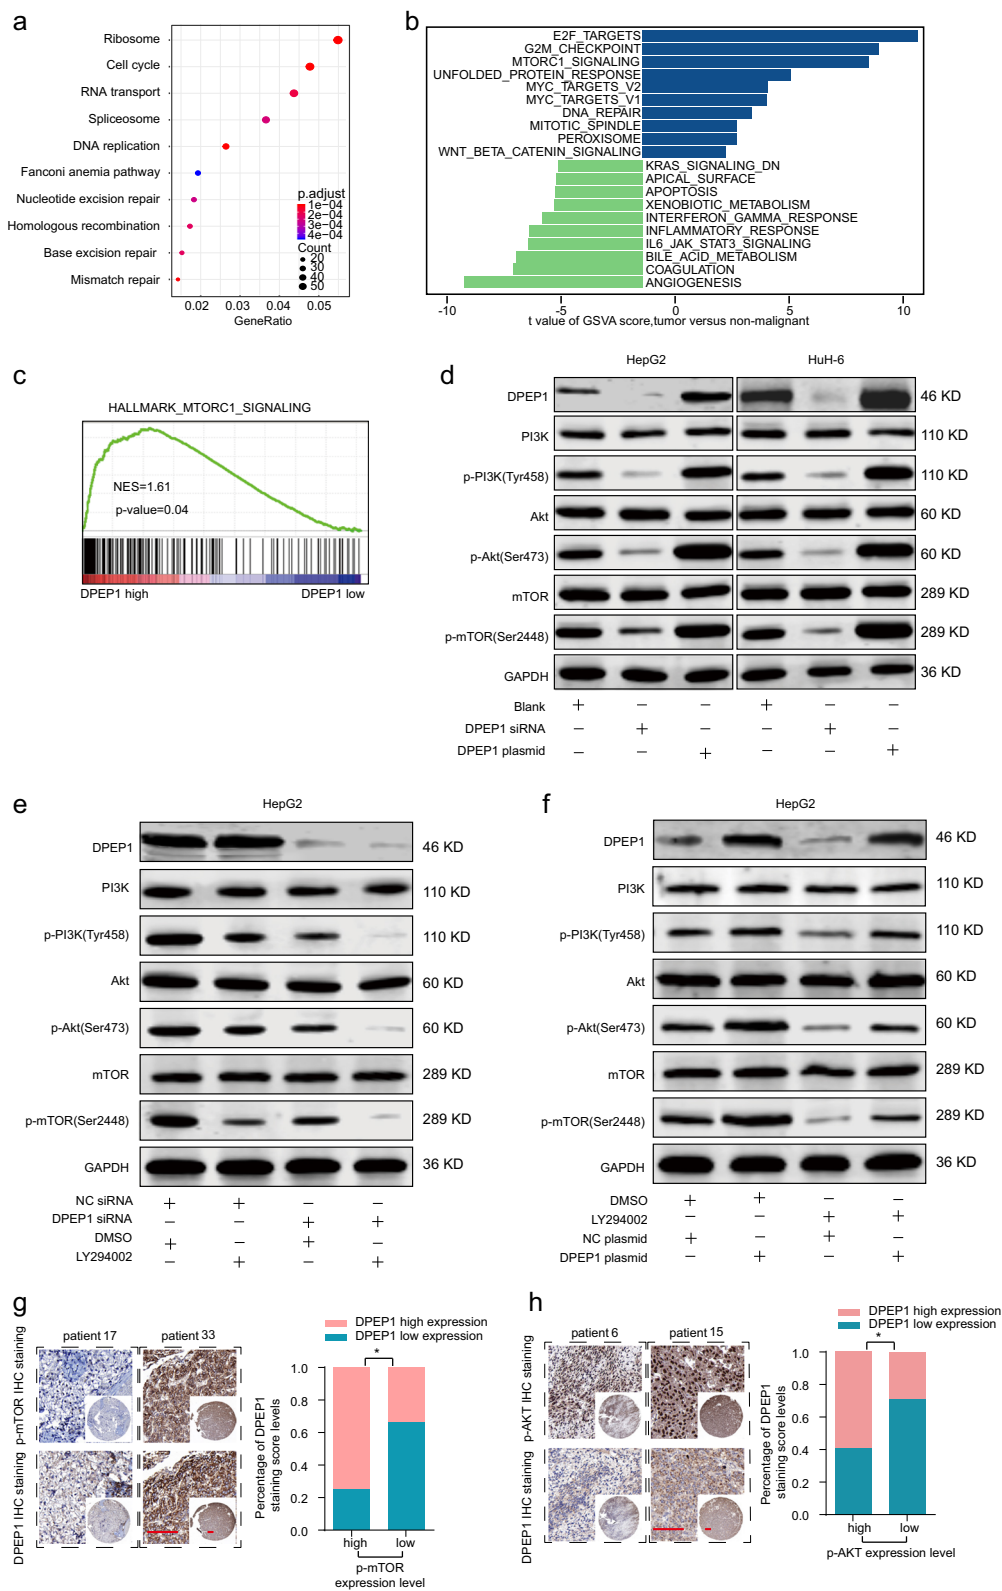 a
Ribosome
Cell cycle
RNA transport
Spliceosome
DNA replication
Fanconi anemia pathway
Nucleotide excision repair
Homologous recombination
Base excision repair
Mismatch repair
p.adjust
1e−04
2e−04
3e−04
4e−04
Count
20
30
40
50
0.02 0.03 0.04 0.05
GeneRatio
b
E2F_TARGETS
G2M_CHECKPOINT
MTORC1_SIGNALING
UNFOLDED_PROTEIN_RESPONSE
MYC_TARGETS_V2
MYC_TARGETS_V1
DNA_REPAIR
MITOTIC_SPINDLE
PEROXISOME
WNT_BETA_CATENIN_SIGNALING
KRAS_SIGNALING_DN
APICAL_SURFACE
APOPTOSIS
XENOBIOTIC_METABOLISM
INTERFERON_GAMMA_RESPONSE
INFLAMMATORY_RESPONSE
IL6_JAK_STAT3_SIGNALING
BILE_ACID_METABOLISM
COAGULATION
ANGIOGENESIS
-10 -5 0 5 10
t value of GSVA score,tumor versus non-malignant
c
HALLMARK_MTORC1_SIGNALING
NES=1.61
p-value=0.04
DPEP1 high DPEP1 low
d
HepG2 HuH-6
DPEP1 46 KD
PI3K 110 KD
p-PI3K(Tyr458) 110 KD
Akt 60 KD
p-Akt(Ser473) 60 KD
mTOR 289 KD
p-mTOR(Ser2448) 289 KD
GAPDH 36 KD
Blank + − − + − −
DPEP1 siRNA − + − − + −
DPEP1 plasmid − − + − − +
e
HepG2
DPEP1 46 KD
PI3K 110 KD
p-PI3K(Tyr458) 110 KD
Akt 60 KD
p-Akt(Ser473) 60 KD
mTOR 289 KD
p-mTOR(Ser2448) 289 KD
GAPDH 36 KD
NC siRNA + + − −
DPEP1 siRNA − − + +
DMSO + − + −
LY294002 − + − +
f
HepG2
DPEP1 46 KD
PI3K 110 KD
p-PI3K(Tyr458) 110 KD
Akt 60 KD
p-Akt(Ser473) 60 KD
mTOR 289 KD
p-mTOR(Ser2448) 289 KD
GAPDH 36 KD
DMSO + + − −
LY294002 − − + +
NC plasmid + − + −
DPEP1 plasmid − + − +
g
patient 17 patient 33
p-mTOR IHC staining
DPEP1 IHC staining
DPEP1 high expression
DPEP1 low expression
*
Percentage of DPEP1
staining score levels
1.0
0.8
0.6
0.4
0.2
0.0
high low
p-mTOR
expression level
h
patient 6 patient 15
p-AKT IHC staining
DPEP1 IHC staining
DPEP1 high expression
DPEP1 low expression
*
Percentage of DPEP1
staining score levels
1.0
0.8
0.6
0.4
0.2
0.0
high low
p-AKT expression level